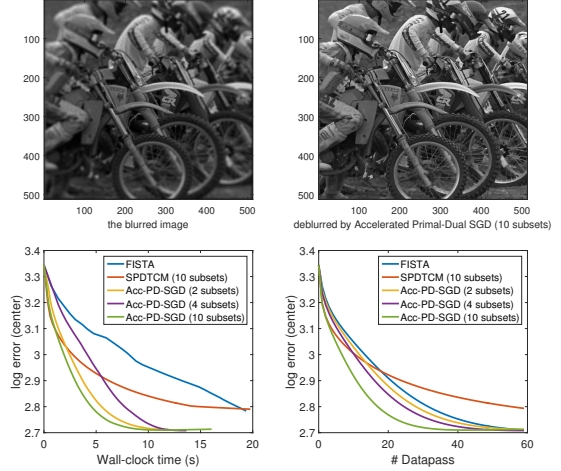 100
200
300
400
500
100 200 300 400 500
the blurred image
100
200
300
400
500
100 200 300 400 500
deblurred by Accelerated Primal-Dual SGD (10 subsets)
3.4
3.3
3.2
3.1
3
2.9
2.8
2.7
log error (center)
FISTA
SPDTCM (10 subsets)
Acc-PD-SGD (2 subsets)
Acc-PD-SGD (4 subsets)
Acc-PD-SGD (10 subsets)
0 5 10 15 20
Wall-clock time (s)
3.4
3.3
3.2
3.1
3
2.9
2.8
2.7
log error (center)
FISTA
SPDTCM (10 subsets)
Acc-PD-SGD (2 subsets)
Acc-PD-SGD (4 subsets)
Acc-PD-SGD (10 subsets)
0 20 40 60
# Datapass